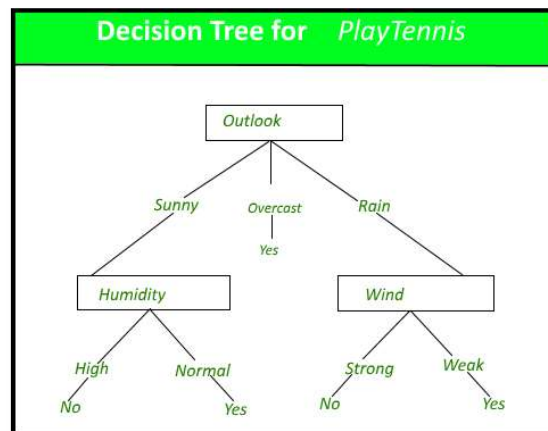 Decision Tree for PlayTennis
Outlook
Sunny Overcast Rain
Yes
Humidity Wind
High Normal Strong Weak
No Yes No Yes